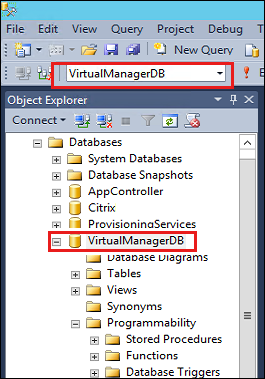 File Edit View Project Debug
New Query
VirtualManagerDB
Object Explorer
Connect
Databases
System Databases
Database Snapshots
AppController
Citrix
ProvisioningServices
VirtualManagerDB
Database Diagrams
Tables
Views
Synonyms
Programmability
Stored Procedures
Functions
Database Triggers